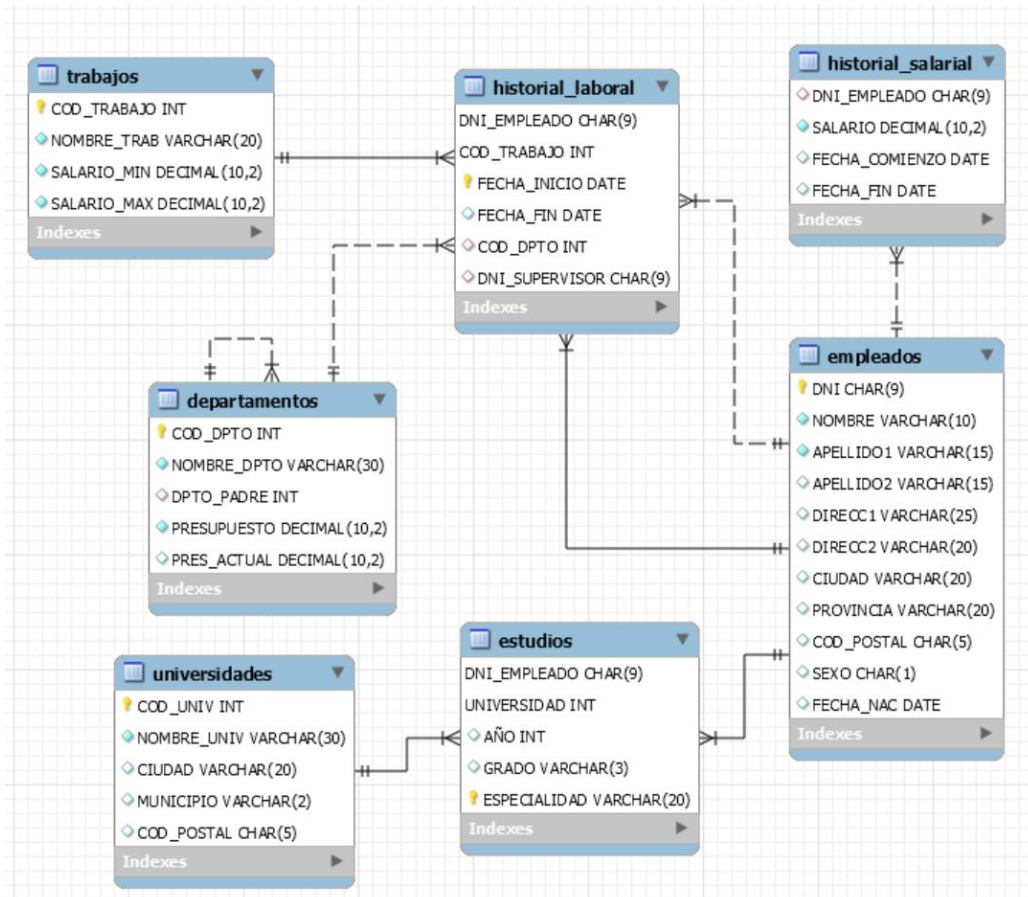 trabajos
COD_TRABAJO INT
NOMBRE_TRAB VARCHAR(20)
SALARIO_MIN DECIMAL(10,2)
SALARIO_MAX DECIMAL(10,2)
Indexes
historial_laboral
DNI_EMPLEADO CHAR(9)
COD_TRABAJO INT
FECHA_INICIO DATE
FECHA_FIN DATE
COD_DPTO INT
DNI_SUPERVISOR CHAR(9)
Indexes
historial_salarial
DNI_EMPLEADO CHAR(9)
SALARIO DECIMAL(10,2)
FECHA_COMIENZO DATE
FECHA_FIN DATE
Indexes
departamentos
COD_DPTO INT
NOMBRE_DPTO VARCHAR(30)
DPTO_PADRE INT
PRESUPUESTO DECIMAL(10,2)
PRES_ACTUAL DECIMAL(10,2)
Indexes
empleados
DNI CHAR(9)
NOMBRE VARCHAR(10)
APELLIDO1 VARCHAR(15)
APELLIDO2 VARCHAR(15)
DIRECC1 VARCHAR(25)
DIRECC2 VARCHAR(20)
CIUDAD VARCHAR(20)
PROVINCIA VARCHAR(20)
COD_POSTAL CHAR(5)
SEXO CHAR(1)
FECHA_NAC DATE
Indexes
universidades
COD_UNIV INT
NOMBRE_UNIV VARCHAR(30)
CIUDAD VARCHAR(20)
MUNICIPIO VARCHAR(2)
COD_POSTAL CHAR(5)
Indexes
estudios
DNI_EMPLEADO CHAR(9)
UNIVERSIDAD INT
AÑO INT
GRADO VARCHAR(3)
ESPECIALIDAD VARCHAR(20)
Indexes